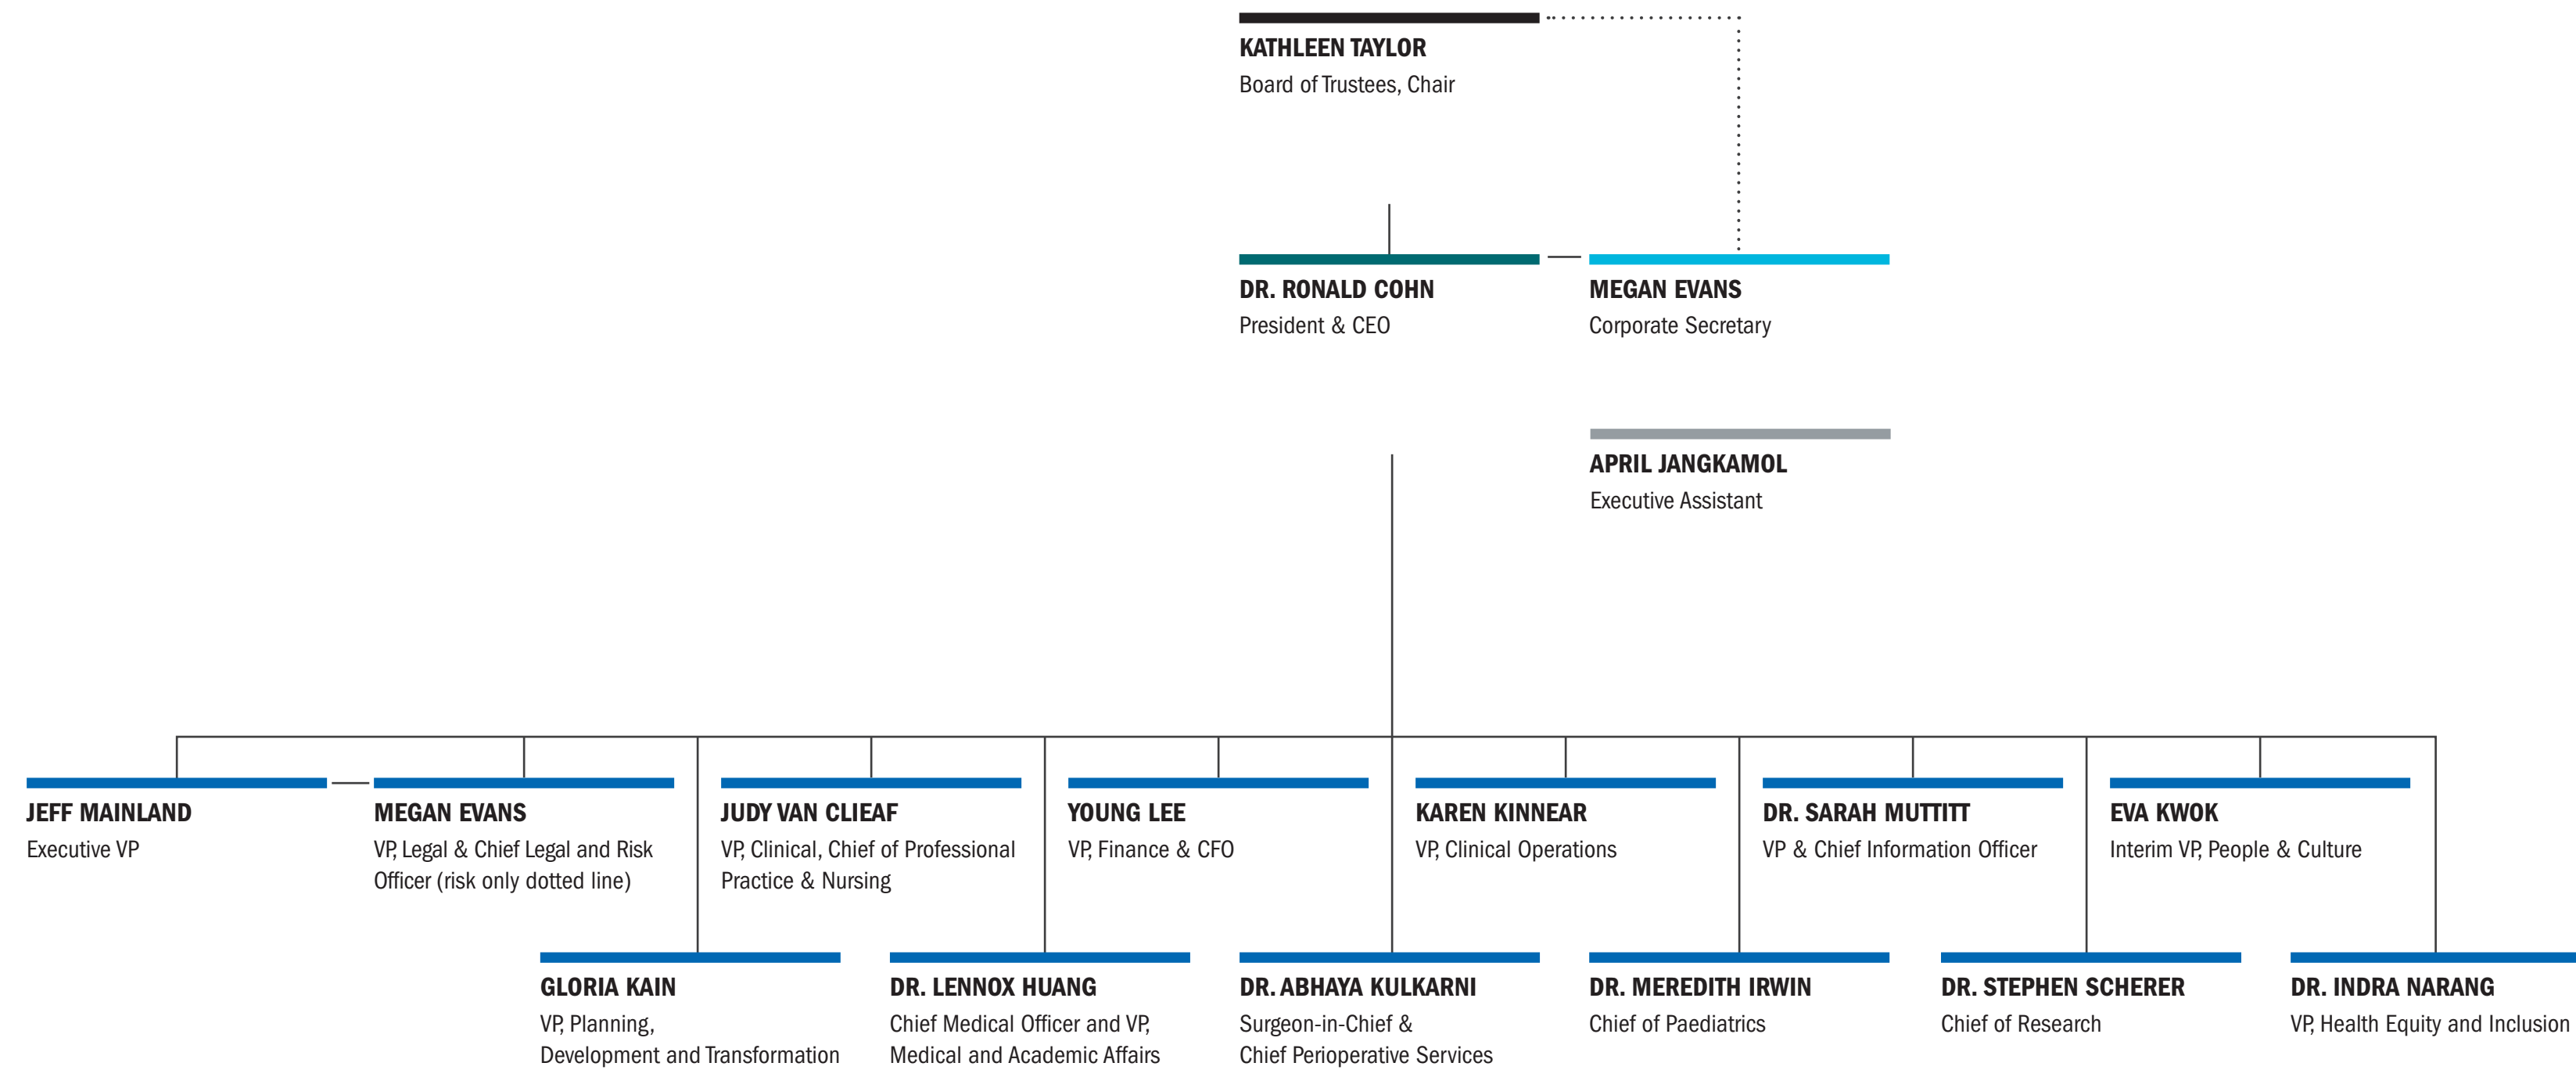 KATHLEEN TAYLOR
Board of Trustees, Chair
DR. RONALD COHN
President & CEO
MEGAN EVANS
Corporate Secretary
APRIL JANGKAMOL
Executive Assistant
JEFF MAINLAND
Executive VP
MEGAN EVANS
VP, Legal & Chief Legal and Risk
Officer (risk only dotted line)
JUDY VAN CLIEAF
VP, Clinical, Chief of Professional
Practice & Nursing
YOUNG LEE
VP, Finance & CFO
KAREN KINNEAR
VP, Clinical Operations
DR. SARAH MUTTITT
VP & Chief Information Officer
EVA KWOK
Interim VP, People & Culture
GLORIA KAIN
VP, Planning,
Development and Transformation
DR. LENNOX HUANG
Chief Medical Officer and VP,
Medical and Academic Affairs
DR. ABHAYA KULKARNI
Surgeon-in-Chief &
Chief Perioperative Services
DR. MEREDITH IRWIN
Chief of Paediatrics
DR. STEPHEN SCHERER
Chief of Research
DR. INDRA NARANG
VP, Health Equity and Inclusion